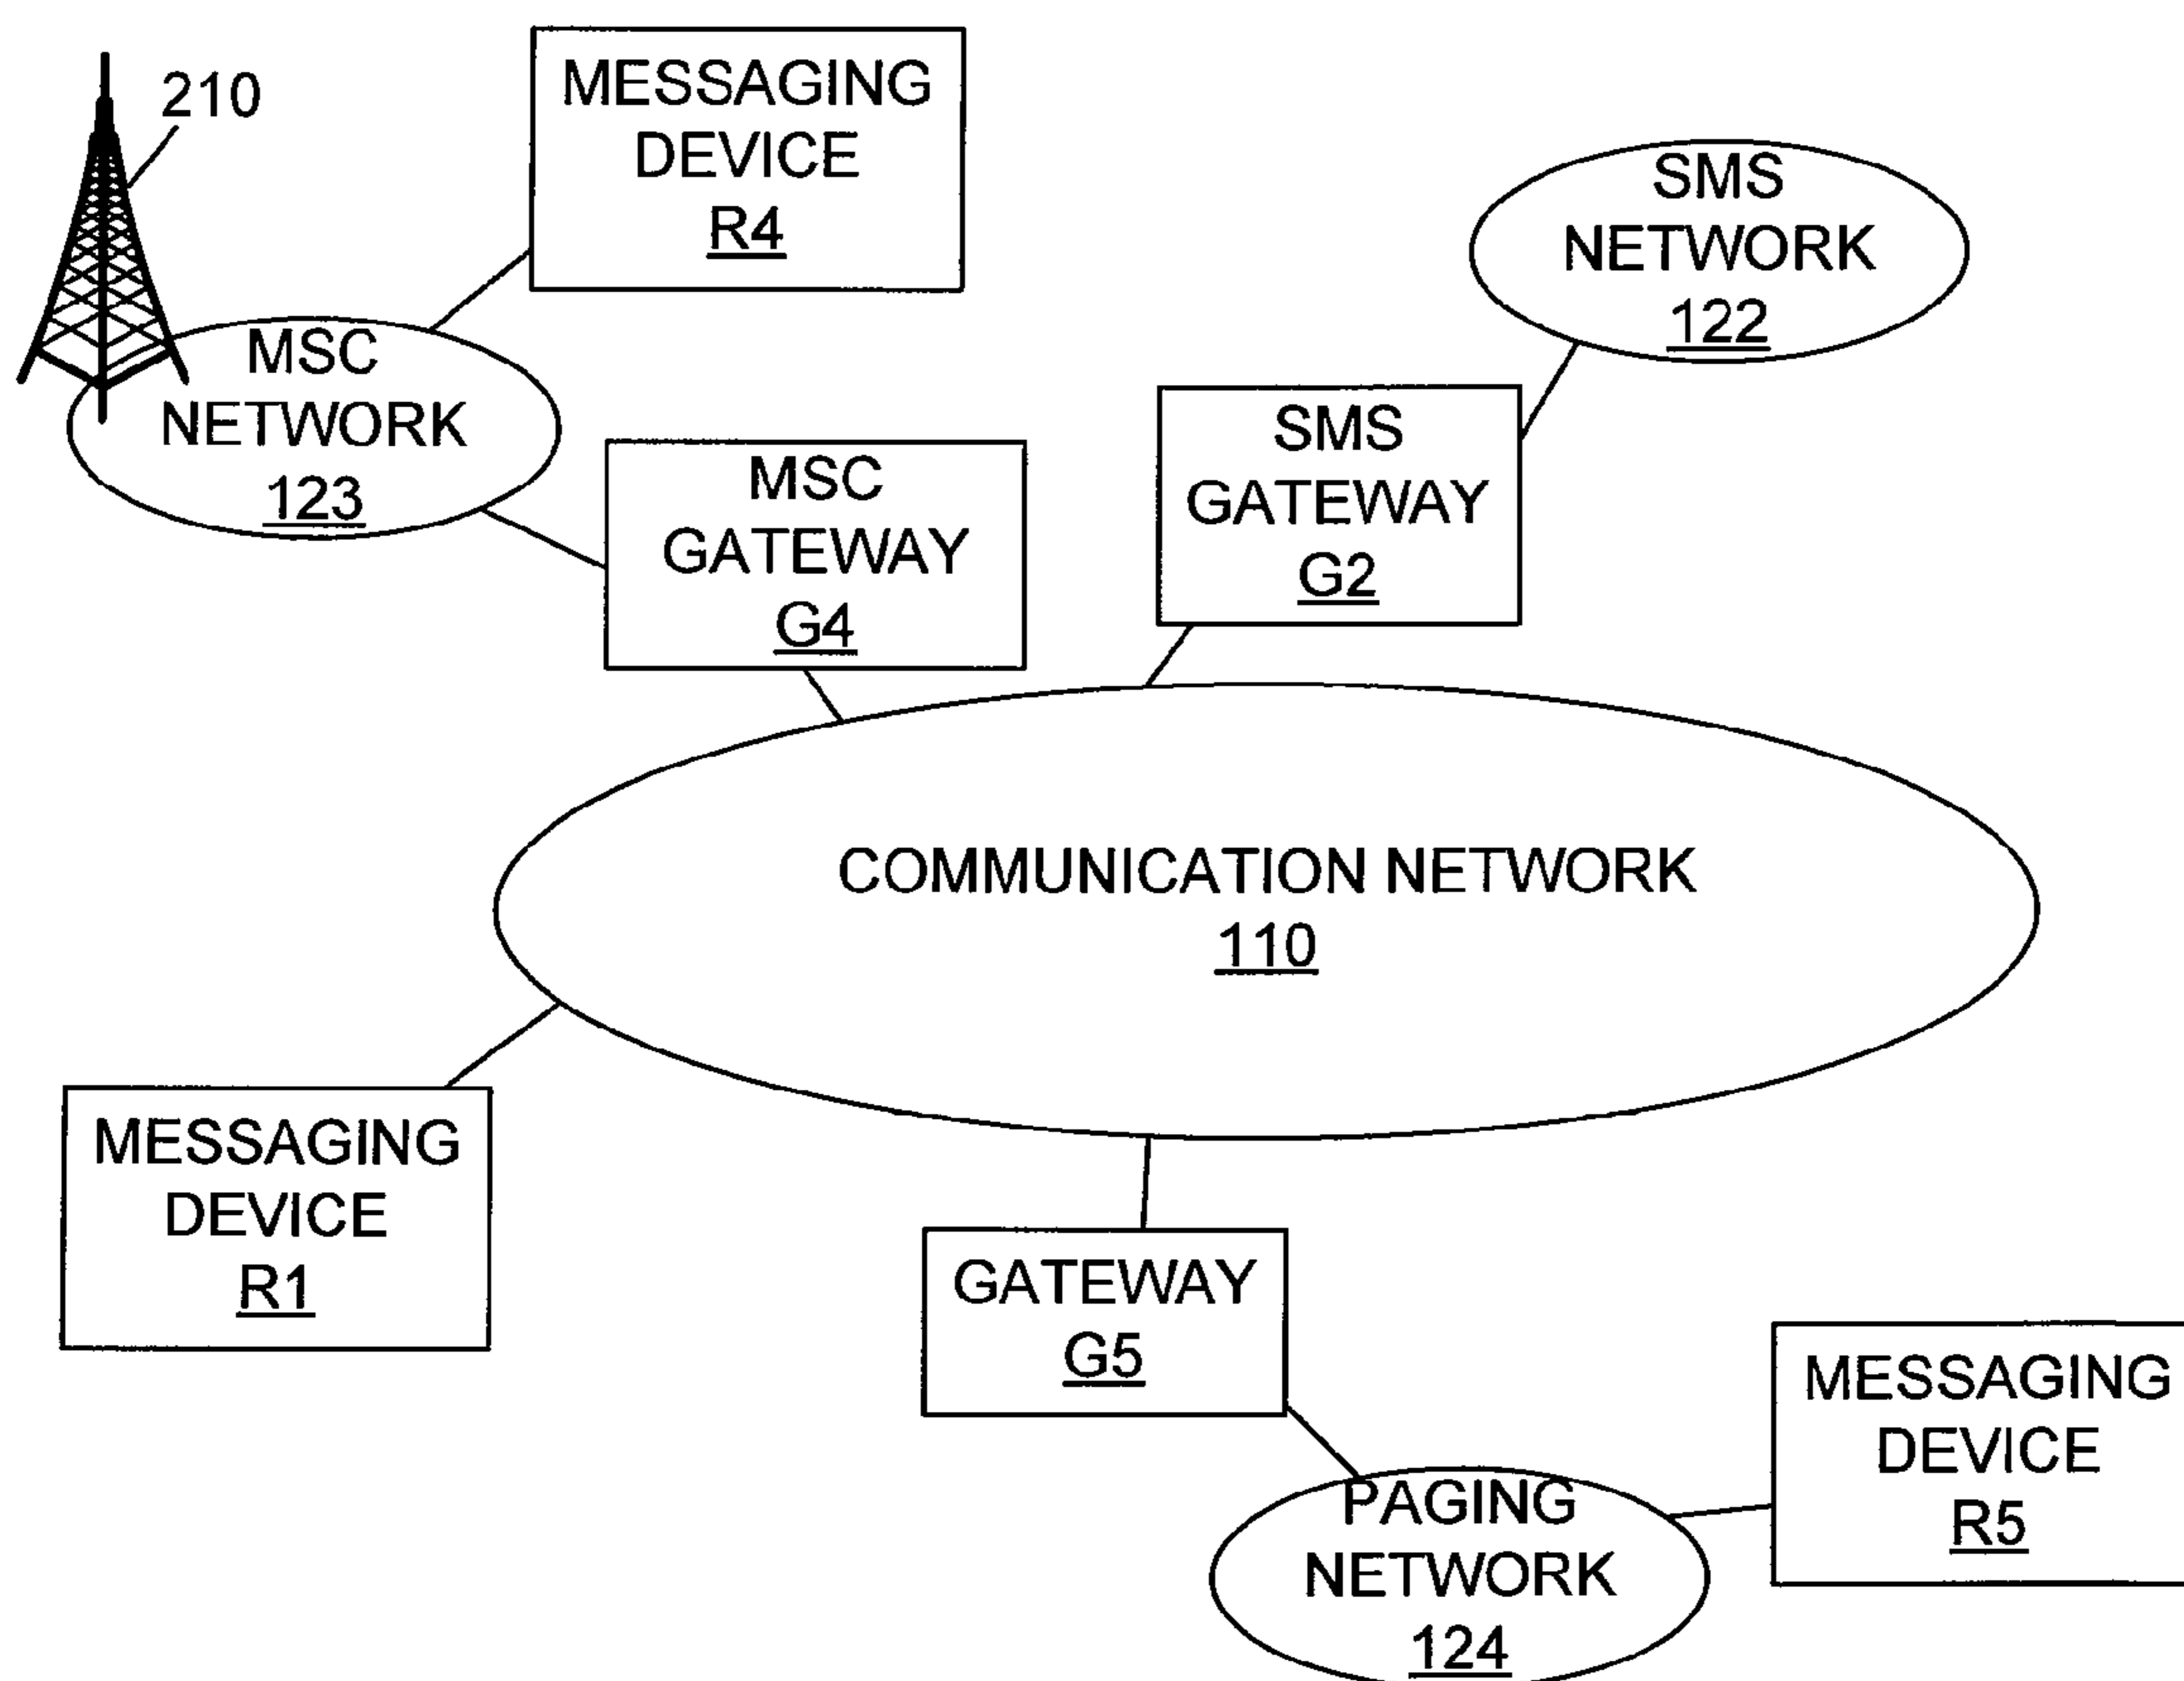 210
MESSAGING
DEVICE
R4
SMS
NETWORK
122
MSC
NETWORK
123
MSC
GATEWAY
G4
SMS
GATEWAY
G2
COMMUNICATION NETWORK
110
MESSAGING
DEVICE
R1
GATEWAY
G5
MESSAGING
DEVICE
R5
PAGING
NETWORK
124